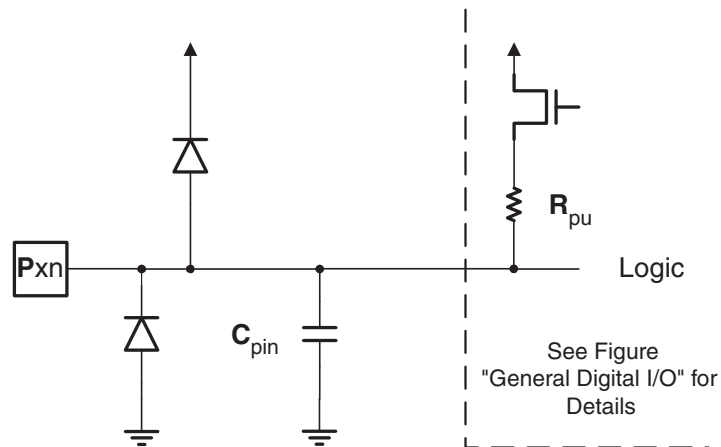 Pxn
C pin
R pu
Logic
See Figure
"General Digital I/O" for
Details